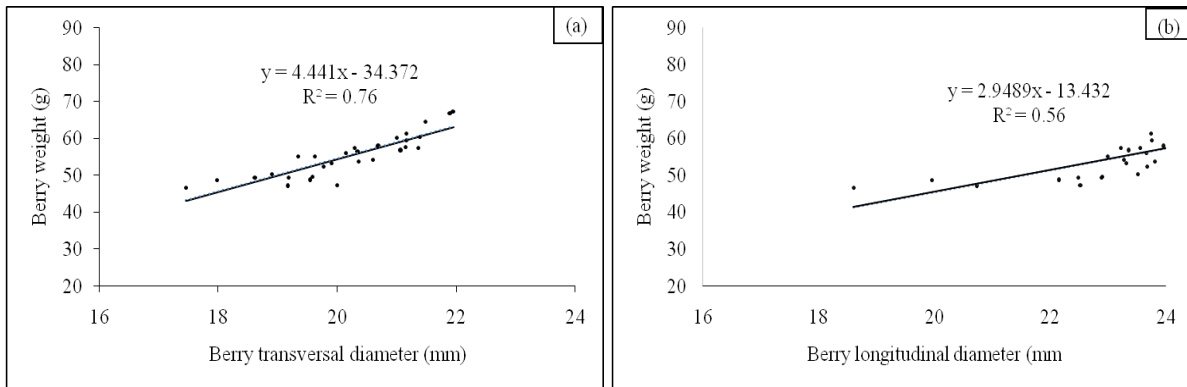 (a)
90
80
70
60
50
40
30
20
Berry weight (g)
y = 4.441x - 34.372
R² = 0.76
16 18 20 22 24
Berry transversal diameter (mm)
(b)
90
80
70
60
50
40
30
20
Berry weight (g)
y = 2.9489x - 13.432
R² = 0.56
16 18 20 22 24
Berry longitudinal diameter (mm